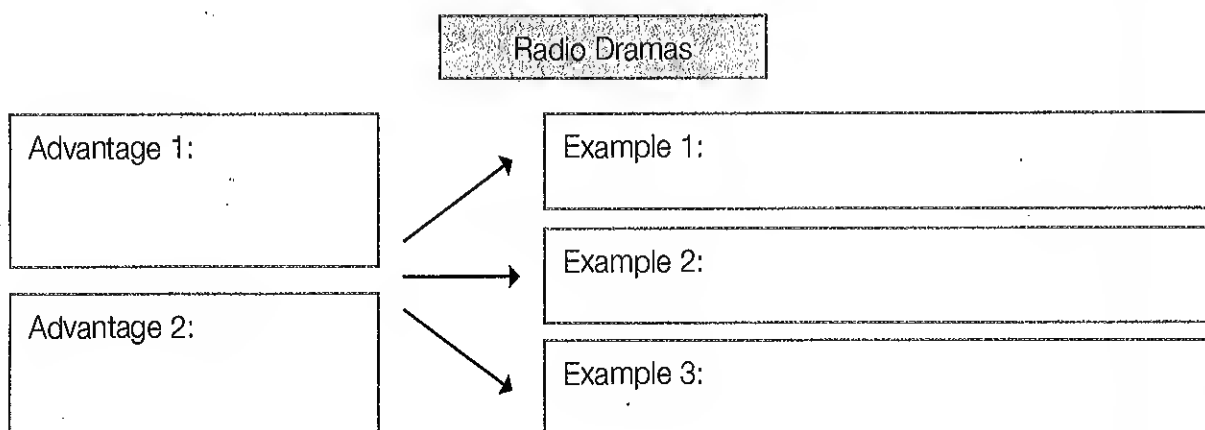 Radio Dramas
Advantage 1:
Advantage 2:
Example 1:
Example 2:
Example 3: